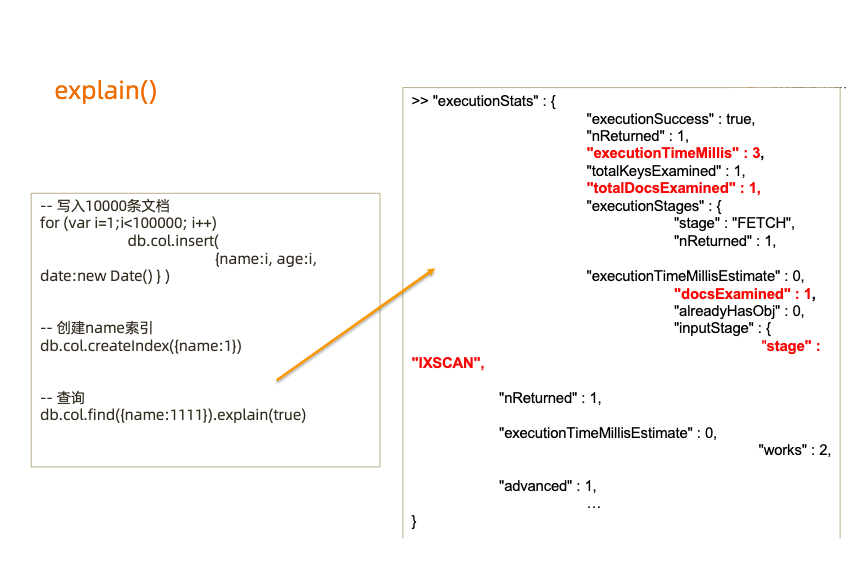 explain()
-- 写入10000条文档
for (var i=1;i<100000; i++)
db.col.insert(
{name:i, age:i,
date:new Date() } )
-- 创建name索引
db.col.createIndex({name:1})
-- 查询
db.col.find({name:1111}).explain(true)
>> "executionStats" : {
"executionSuccess" : true,
"nReturned" : 1,
"executionTimeMillis" : 3,
"totalKeysExamined" : 1,
"totalDocsExamined" : 1,
"executionStages" : {
"stage" : "FETCH",
"nReturned" : 1,
"executionTimeMillisEstimate" : 0,
"docsExamined" : 1,
"alreadyHasObj" : 0,
"inputStage" : {
"stage" :
"IXSCAN",
"nReturned" : 1,
"executionTimeMillisEstimate" : 0,
"works" : 2,
"advanced" : 1,
…
}